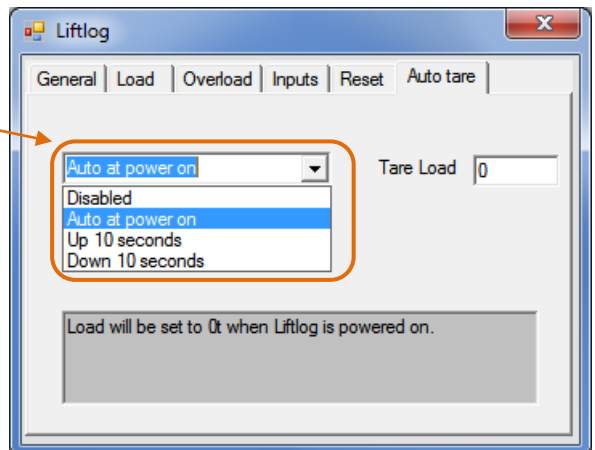 Liftlog
General Load Overload Inputs Reset Auto tare
Auto at power on Tare Load 0
Disabled
Auto at power on
Up 10 seconds
Down 10 seconds
Load will be set to 0t when Liftlog is powered on.